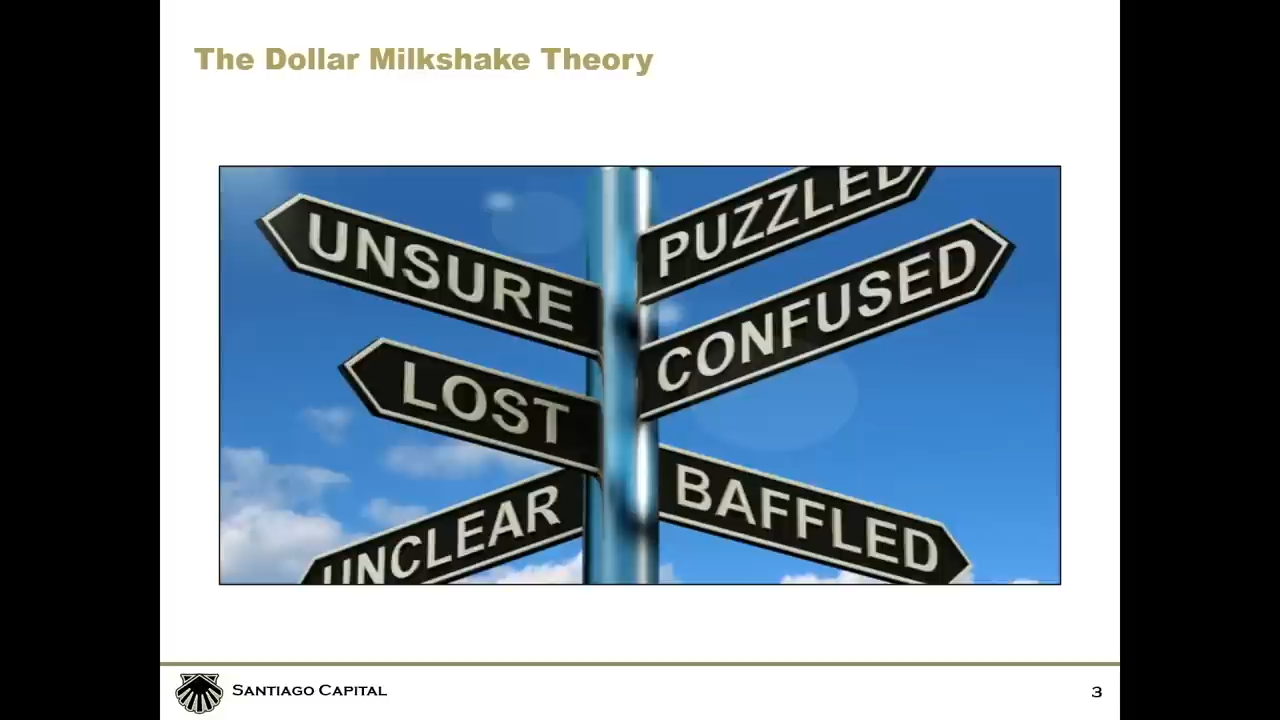 The Dollar Milkshake Theory
UNSURE
PUZZLED
CONFUSED
LOST
BAFFLED
UNCLEAR
SANTIAGO CAPITAL
3